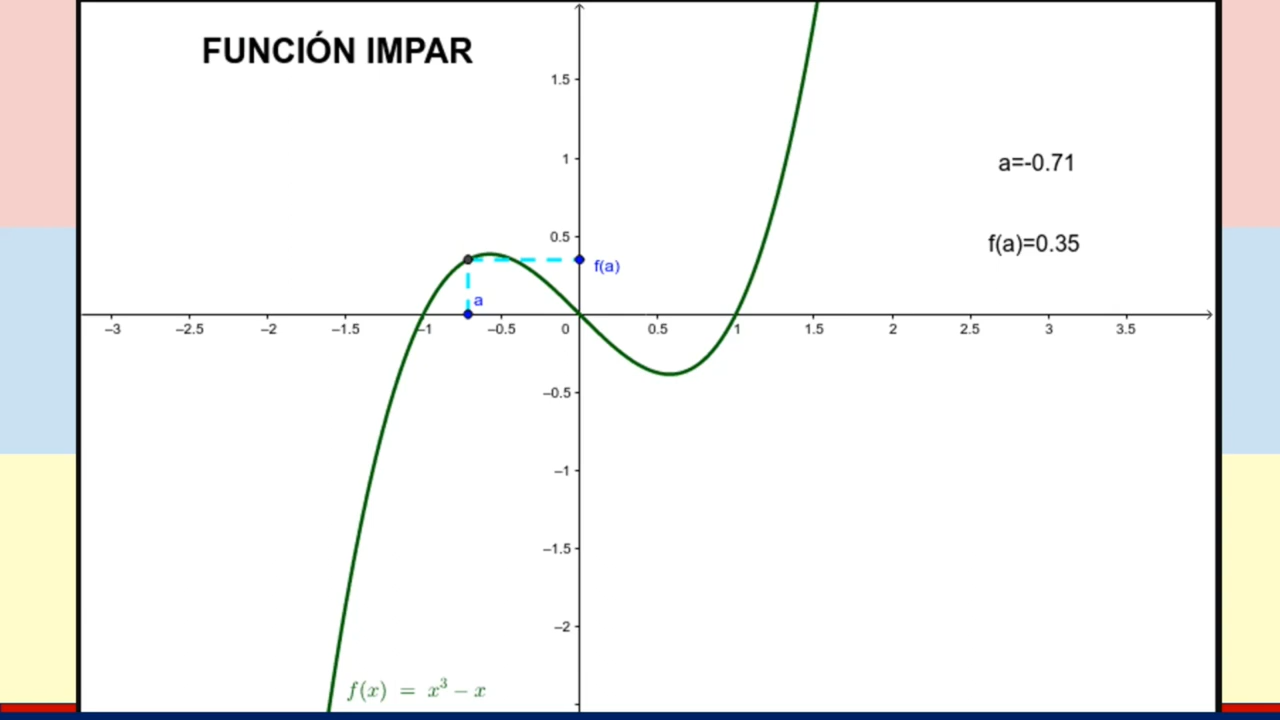 FUNCIÓN IMPAR
1.5
1
a=-0.71
0.5
f(a)=0.35
f(a)
a
–3 –2.5 –2 –1.5 –1 –0.5 0 0.5 1 1.5 2 2.5 3 3.5
–0.5
–1
–1.5
–2
f(x) = x³ – x